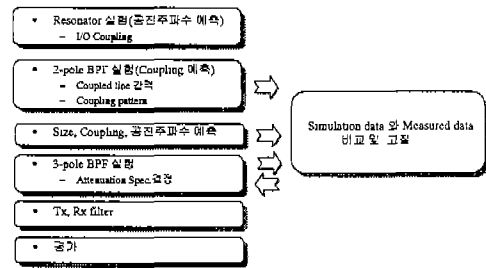 • Resonator 실험(공진주파수 예측)
– I/O Coupling
• 2-pole BPF 실험(Coupling 예측)
– Coupled line 간격
– Coupling pattern
• Size, Coupling, 공진주파수 예측
• 3-pole BPF 실험
– Attenuation Spec.결정
• Tx, Rx filter
• 평가
Simulation data 와 Measured data
비교 및 고찰